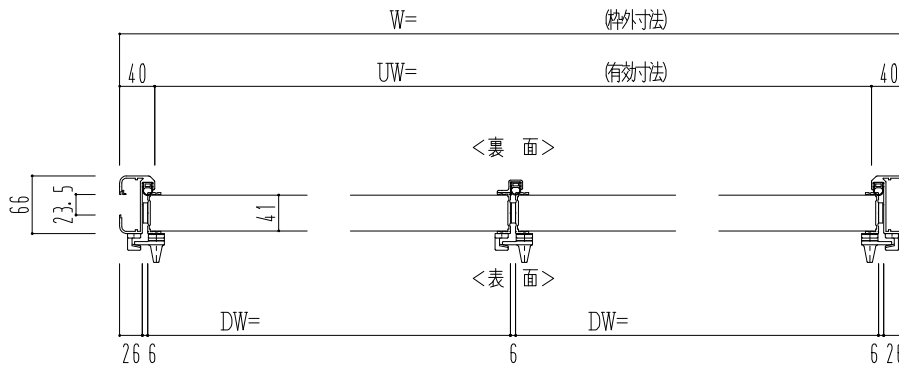 W= (枠外寸法)
40 UW= (有効寸法) 40
<裏 面>
66 23.5 41
<表 面>
DW= DW=
26 6 6 6 26